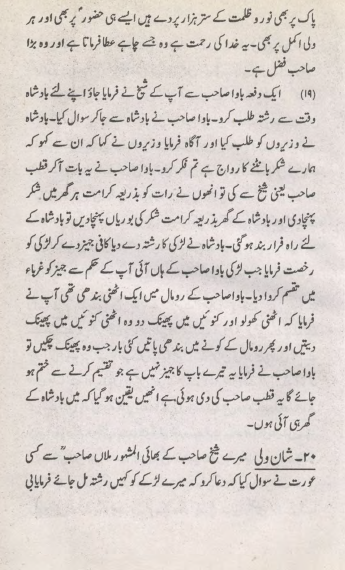 پاک پر بھی نور و ظلمت کے ستر ہزار پردے ہیں ایسے ہی حضور ؐ پر بھی اور ہر
ولی اکمل پر بھی۔ یہ خدا کی رحمت ہے وہ جسے چاہے عطا فرماتا ہے اور وہ بڑا
صاحب فضل ہے۔
(۱۹) ایک دفعہ باوا صاحب سے آپ کے شیخ نے فرمایا جاؤ اپنے لئے بادشاہ
وقت سے رشتہ طلب کرو۔ باوا صاحب نے بادشاہ سے جا کر سوال کیا۔ بادشاہ
نے وزیروں کو طلب کیا اور آگاہ فرمایا وزیروں نے کہا کہ ان سے کہو کہ
ہمارے شکر بانٹنے کا رواج ہے تم فکر کرو۔ باوا صاحب نے یہ بات آ کر قطب
صاحب یعنی شیخ سے کی تو انھوں نے رات کو بذریعہ کرامت ہر گھر میں شکر
پہنچا دی اور بادشاہ کے گھر بذریعہ کرامت شکر کی بوریاں پہنچا دیں تو بادشاہ کے
لئے راہ فرار بند ہو گئی۔ بادشاہ نے لڑکی کا رشتہ دے دیا کافی جہیز دے کر لڑکی کو
رخصت فرمایا جب لڑکی باوا صاحب کے ہاں آئی آپ کے حکم سے جہیز کو غرباء
میں تقسیم کروا دیا۔ باوا صاحب کے رومال میں ایک اٹھنی بندھی تھی آپ نے
فرمایا کہ اٹھنی کھولو اور کنوئیں میں پھینک دو وہ اٹھنی کنوئیں میں پھینک
دیتیں اور پھر رومال کے کونے میں بندھی پاتیں کئی بار جب وہ پھینک چکیں تو
باوا صاحب نے فرمایا یہ تیرے باپ کا جہیز نہیں ہے جو تقسیم کرنے سے ختم ہو
جائے گا یہ قطب صاحب کی دی ہوئی ہے انھیں یقین ہو گیا کہ میں بادشاہ کے
گھر ہی آئی ہوں۔
۲۰۔ شان ولی میرے شیخ صاحب کے بھائی المشہور ملاں صاحب ؒ سے کسی
عورت نے سوال کیا کہ دعا کرو کہ میرے لڑکے کو کہیں رشتہ مل جائے فرمایا بی